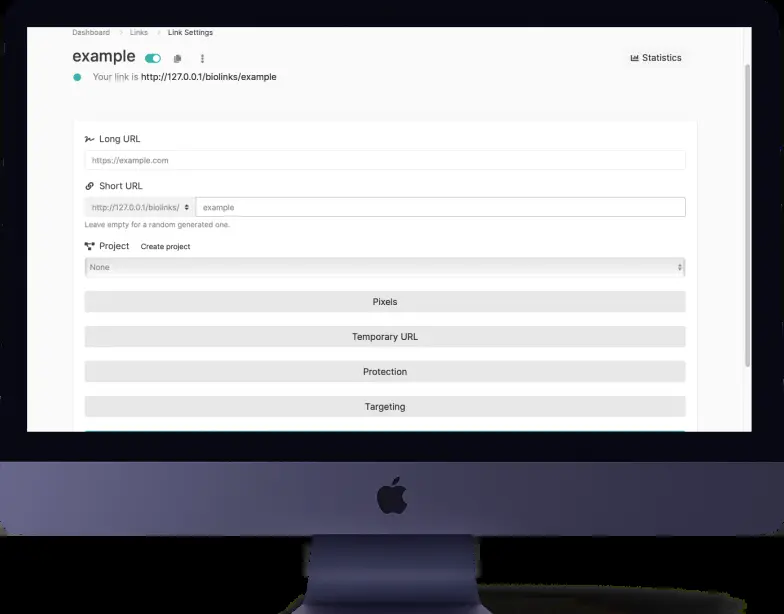 Dashboard > Links > Link Settings
example
Statistics
Your link is http://127.0.0.1/biolinks/example
Long URL
https://example.com
Short URL
http://127.0.0.1/biolinks/ example
Leave empty for a random generated one.
Project Create project
None
Pixels
Temporary URL
Protection
Targeting